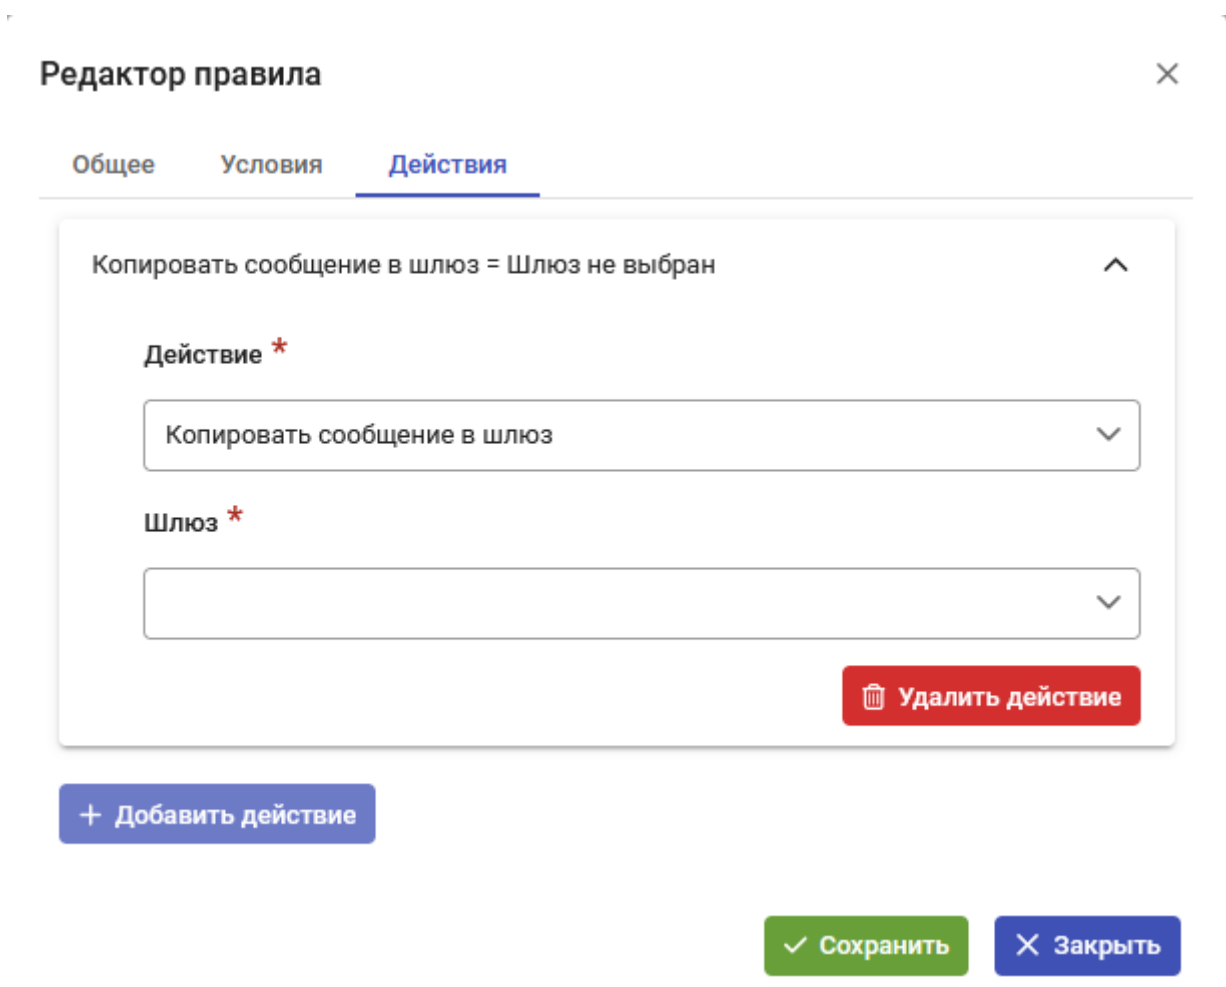 Редактор правила
Общее Условия Действия
Копировать сообщение в шлюз = Шлюз не выбран
Действие *
Копировать сообщение в шлюз
Шлюз *
Удалить действие
+ Добавить действие
Сохранить Закрыть